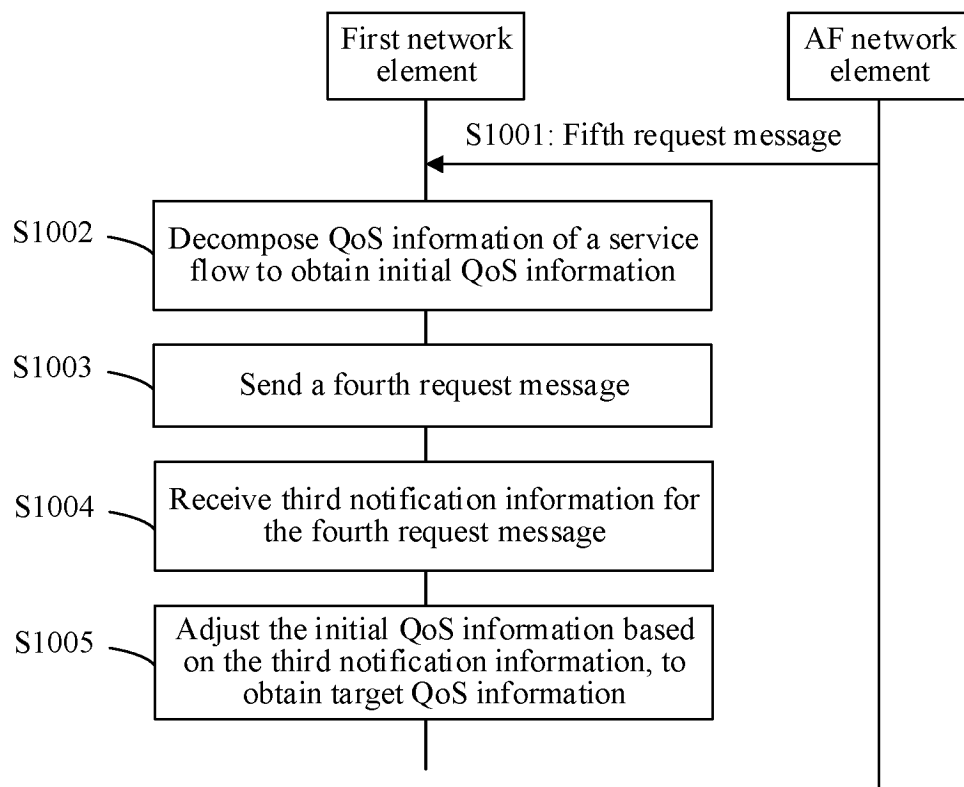 First network
element
AF network
element
S1001: Fifth request message
S1002
Decompose QoS information of a service
flow to obtain initial QoS information
S1003
Send a fourth request message
S1004
Receive third notification information for
the fourth request message
S1005
Adjust the initial QoS information based
on the third notification information, to
obtain target QoS information